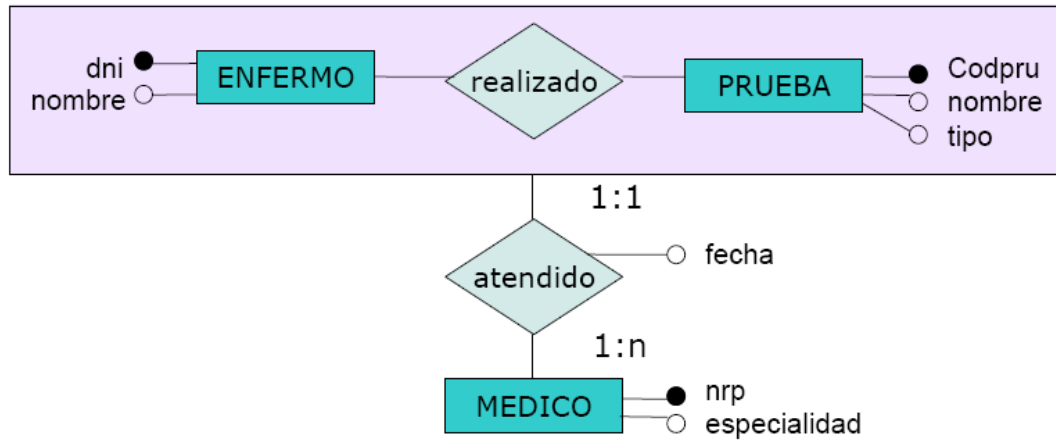 dni
nombre
ENFERMO
realizado
PRUEBA
Codpru
nombre
tipo
1:1
atendido
fecha
1:n
MEDICO
nrp
especialidad